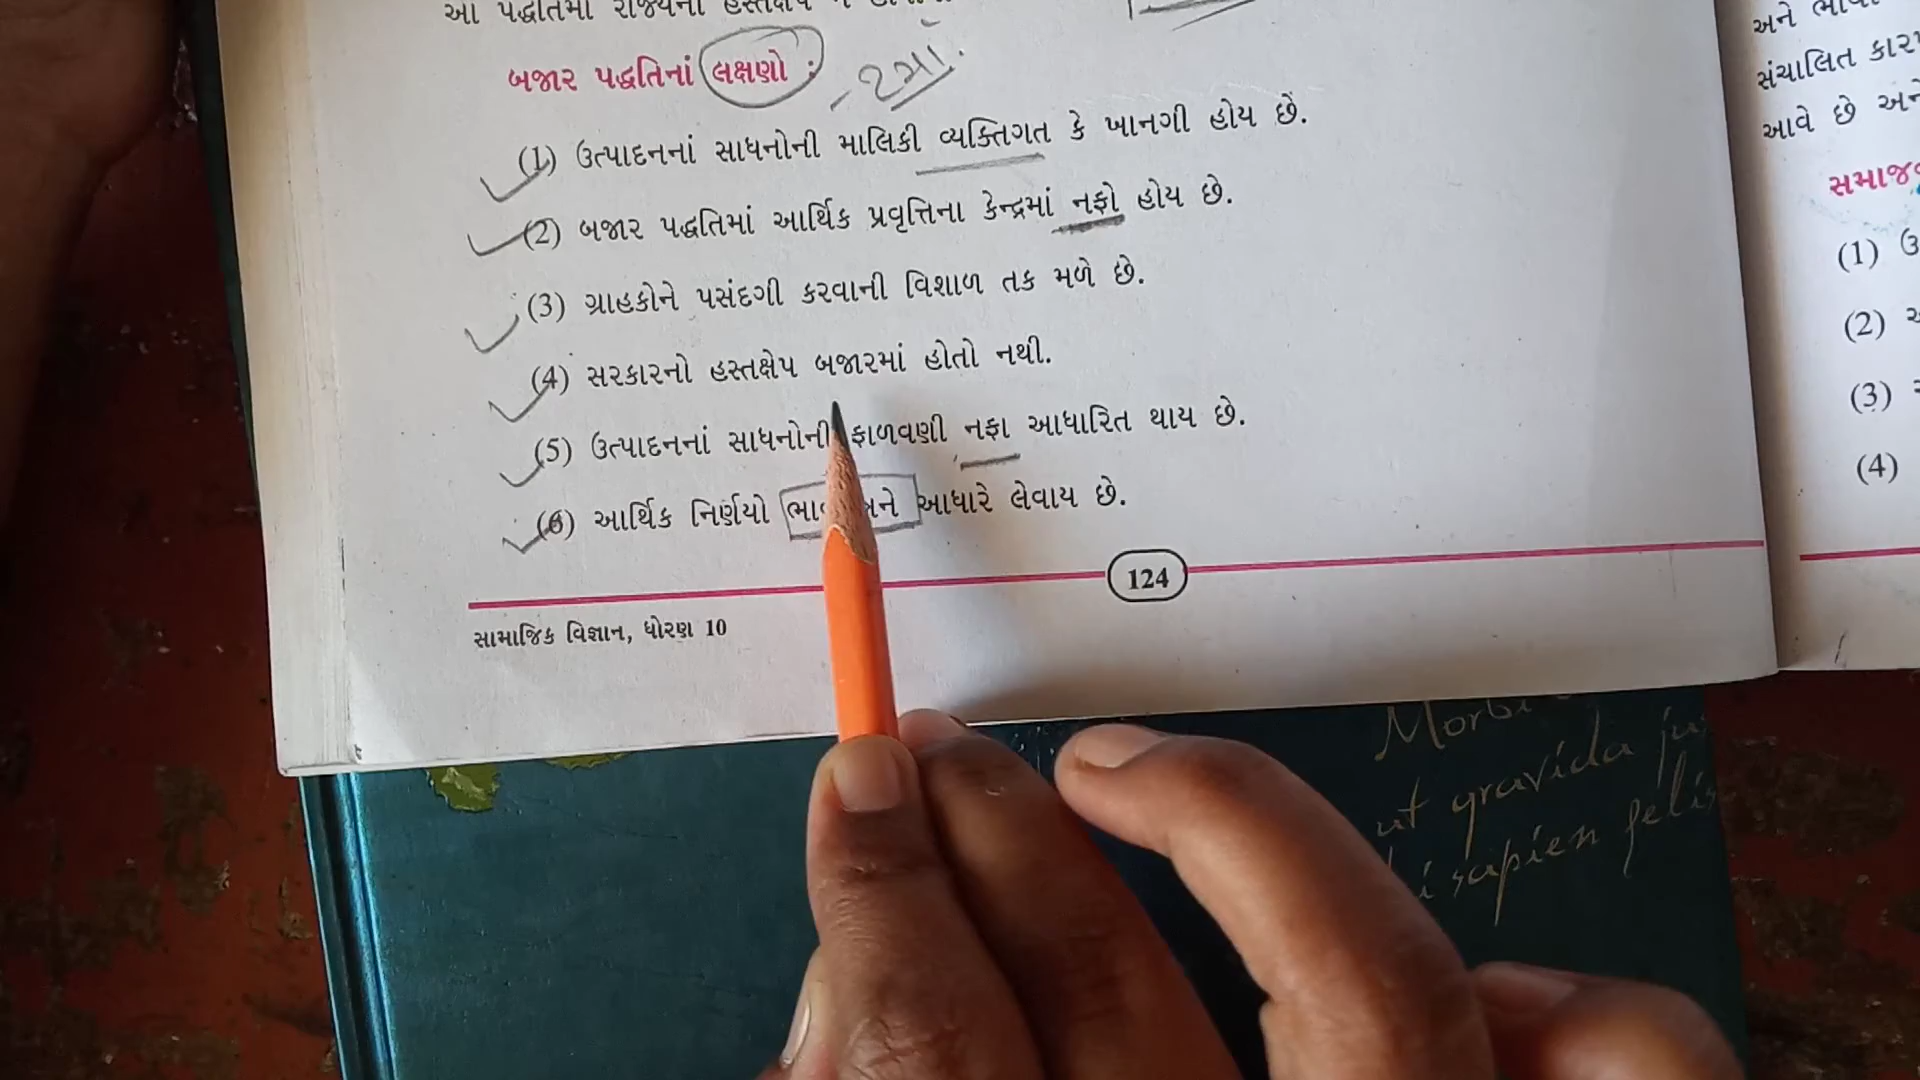 આ પદ્ધતિમાં રાજ્યનો હસ્તક્ષેપ
બજાર પદ્ધતિનાં લક્ષણો :
(1) ઉત્પાદનનાં સાધનોની માલિકી વ્યક્તિગત કે ખાનગી હોય છે.
(2) બજાર પદ્ધતિમાં આર્થિક પ્રવૃત્તિના કેન્દ્રમાં નફો હોય છે.
(3) ગ્રાહકોને પસંદગી કરવાની વિશાળ તક મળે છે.
(4) સરકારનો હસ્તક્ષેપ બજારમાં હોતો નથી.
(5) ઉત્પાદનનાં સાધનોની ફાળવણી નફા આધારિત થાય છે.
(6) આર્થિક નિર્ણયો આધારે લેવાય છે.
124
સામાજિક વિજ્ઞાન, ધોરણ 10
અને
સંચાલિત
આવે છે અને
(1)
(2)
(3)
(4)
Morbi
ut gravida
sapien felis